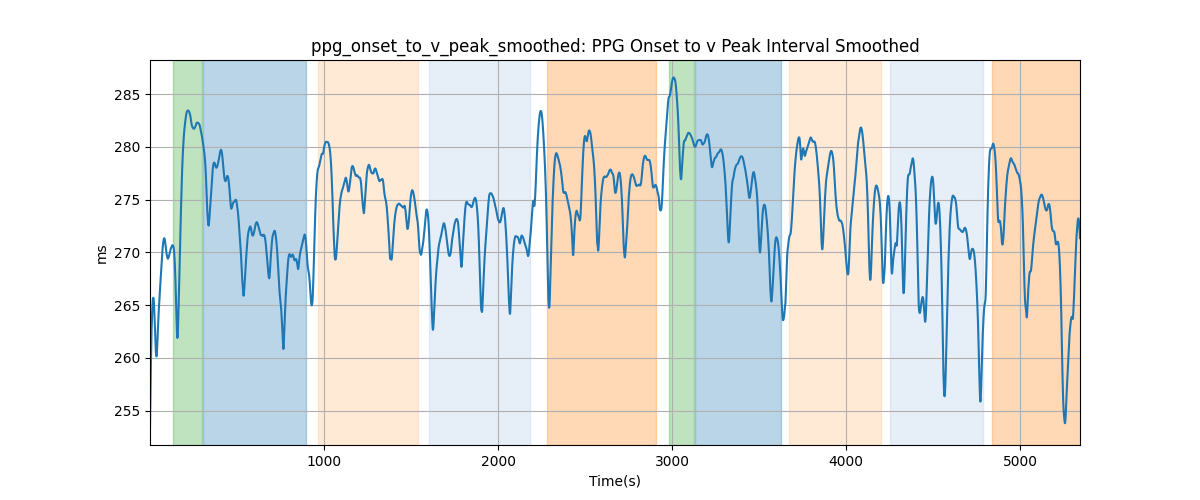 ppg_onset_to_v_peak_smoothed: PPG Onset to v Peak Interval Smoothed
285
280
275
270
265
260
255
ms
1000 2000 3000 4000 5000
Time(s)